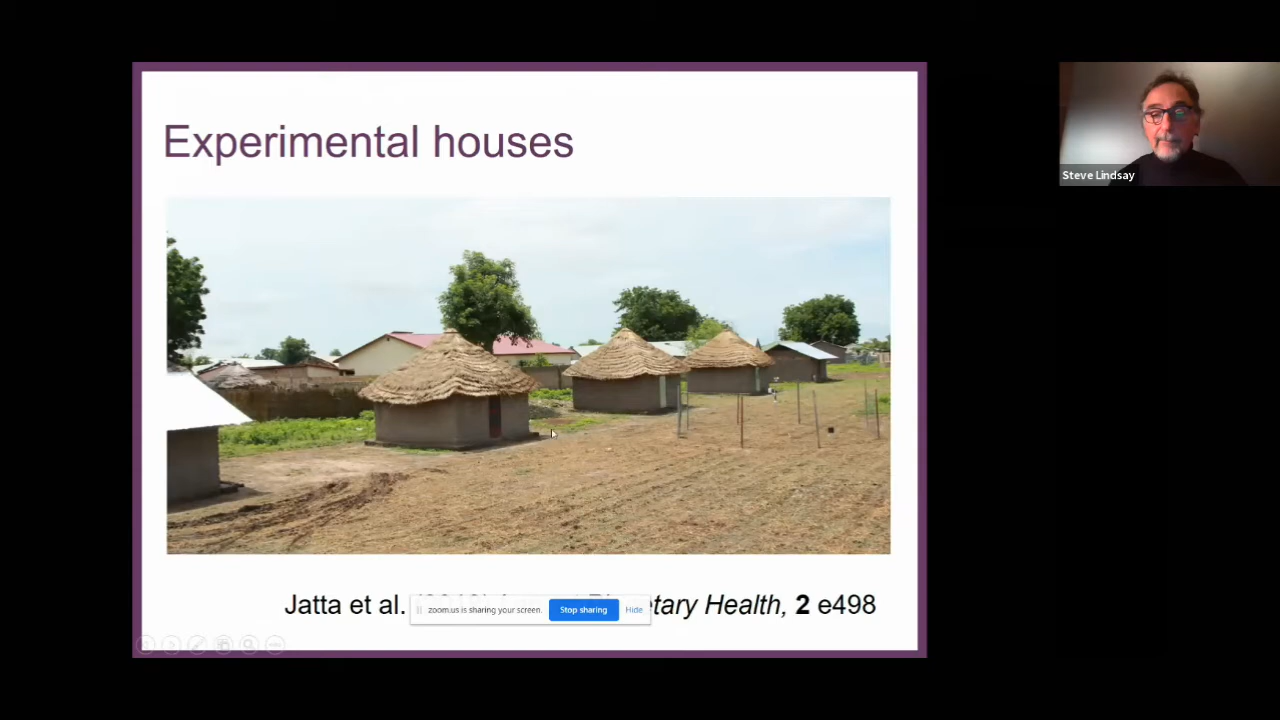 Experimental houses
Steve Lindsay
Jatta et al. etary Health, 2 e498
zoom.us is sharing your screen. Stop sharing Hide